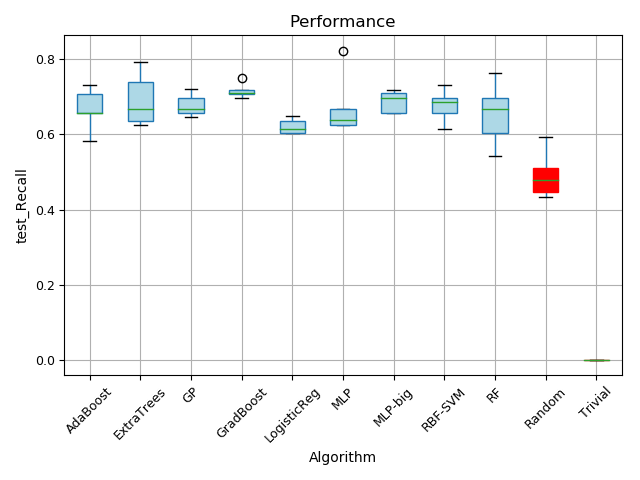 Performance
test_Recall
0.8
0.6
0.4
0.2
0.0
AdaBoost
ExtraTrees
GP
GradBoost
LogisticReg
MLP
MLP-big
RBF-SVM
RF
Random
Trivial
Algorithm